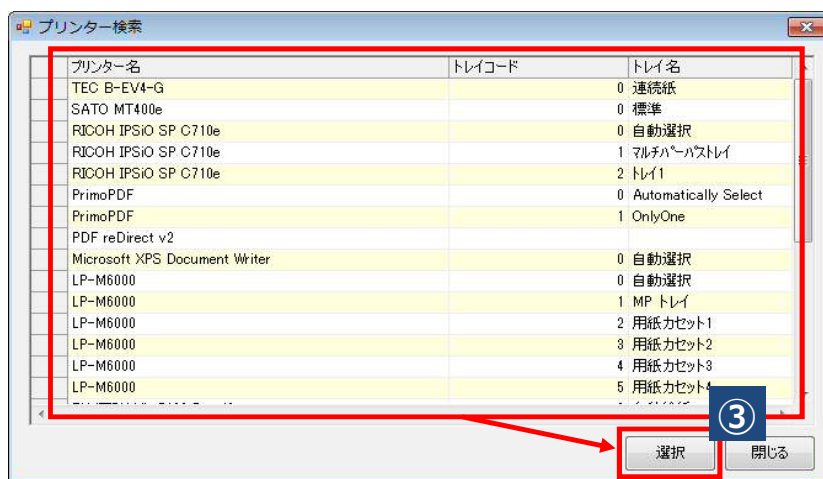 プリンター検索
プリンター名 トレイコード トレイ名
TEC B-EV4-G 0 連続紙
SATO MT400e 0 標準
RICOH IPSiO SP C710e 0 自動選択
RICOH IPSiO SP C710e 1 マルチパーパストレイ
RICOH IPSiO SP C710e 2 トレイ1
PrimoPDF 0 Automatically Select
PrimoPDF 1 OnlyOne
PDF reDirect v2
Microsoft XPS Document Writer 0 自動選択
LP-M6000 0 自動選択
LP-M6000 1 MP トレイ
LP-M6000 2 用紙カセット1
LP-M6000 3 用紙カセット2
LP-M6000 4 用紙カセット3
LP-M6000 5 用紙カセット4
③
選択 閉じる